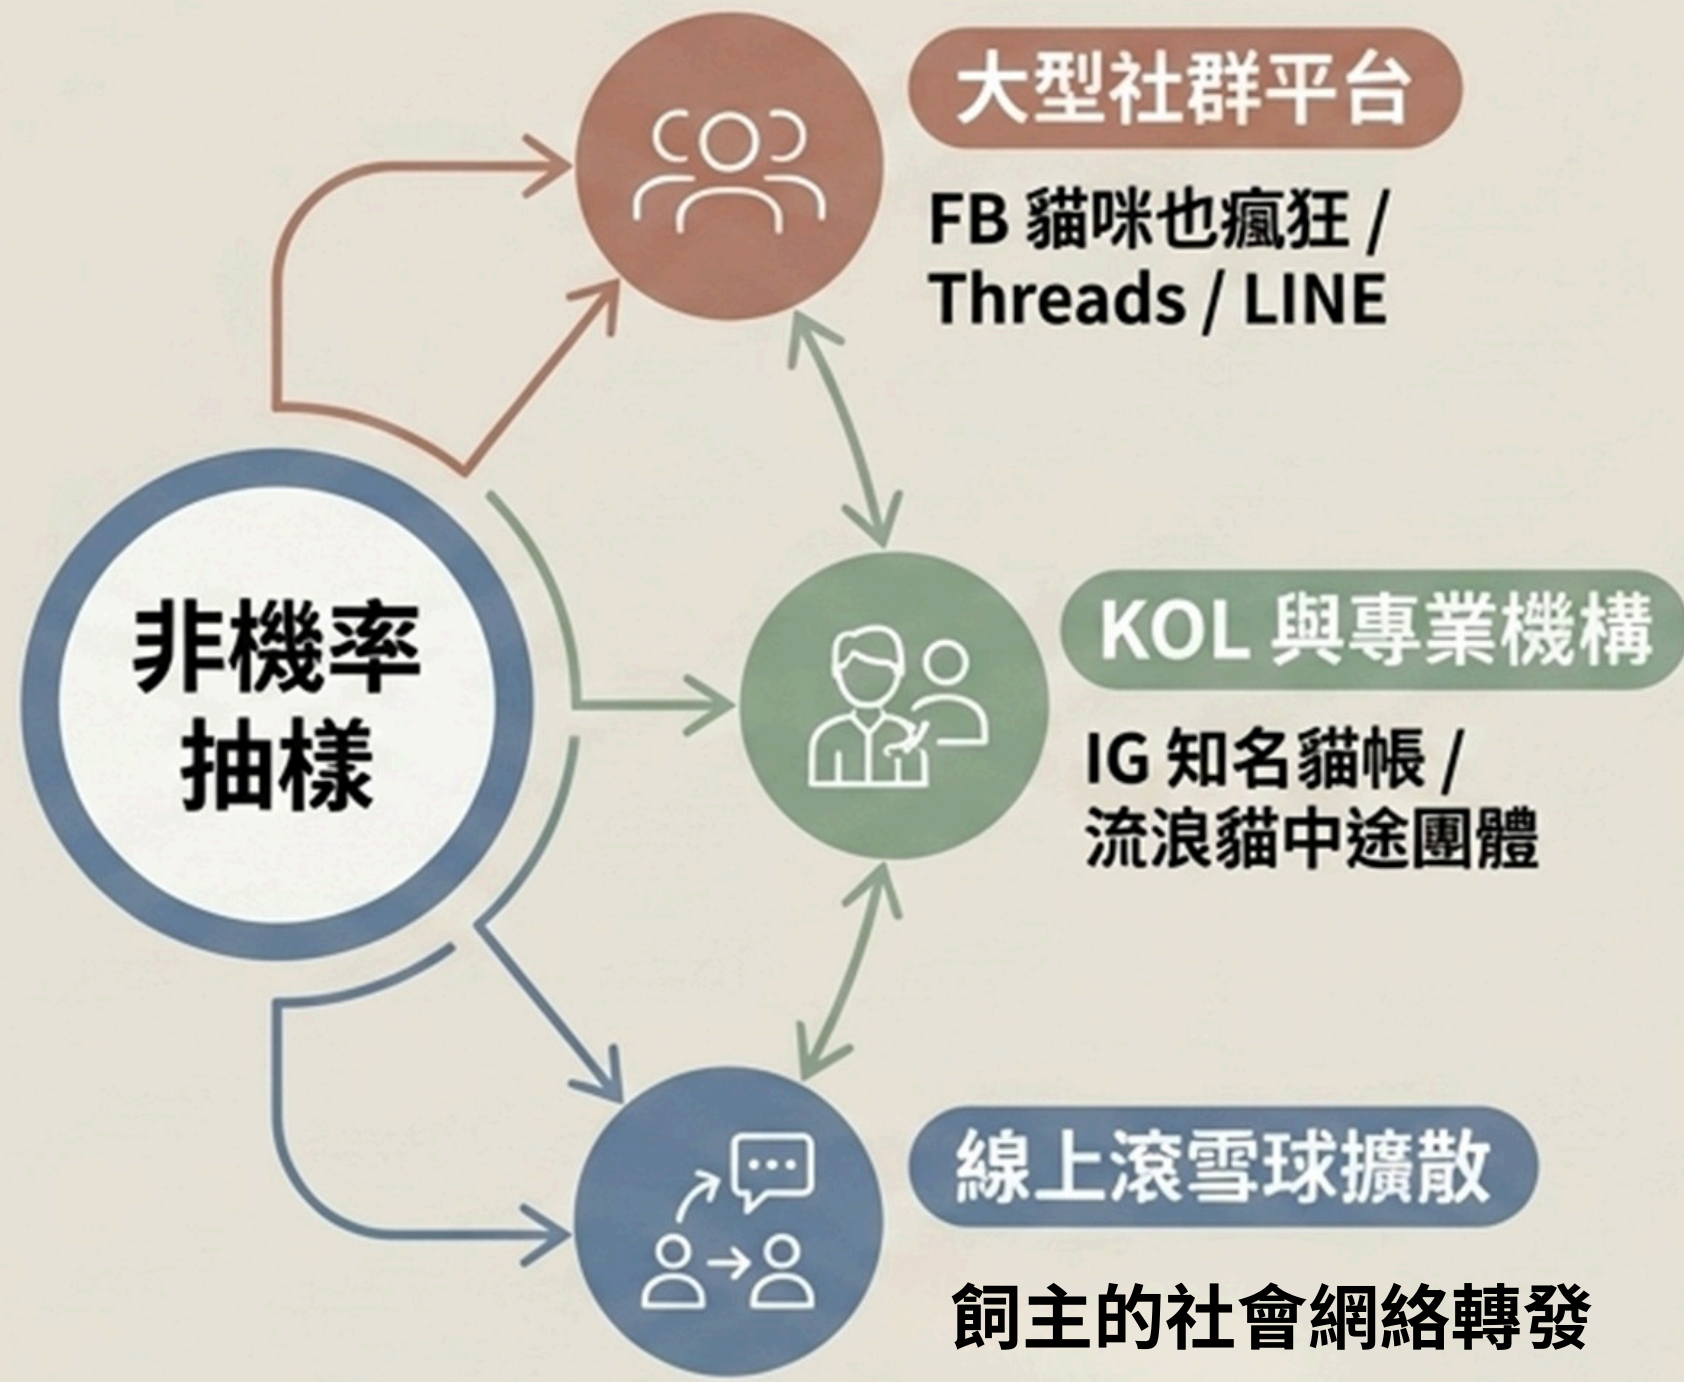 大型社群平台
FB 貓咪也瘋狂 /
Threads / LINE
非機率
抽樣
KOL 與專業機構
IG 知名貓帳 /
流浪貓中途團體
線上滾雪球擴散
飼主的社會網絡轉發